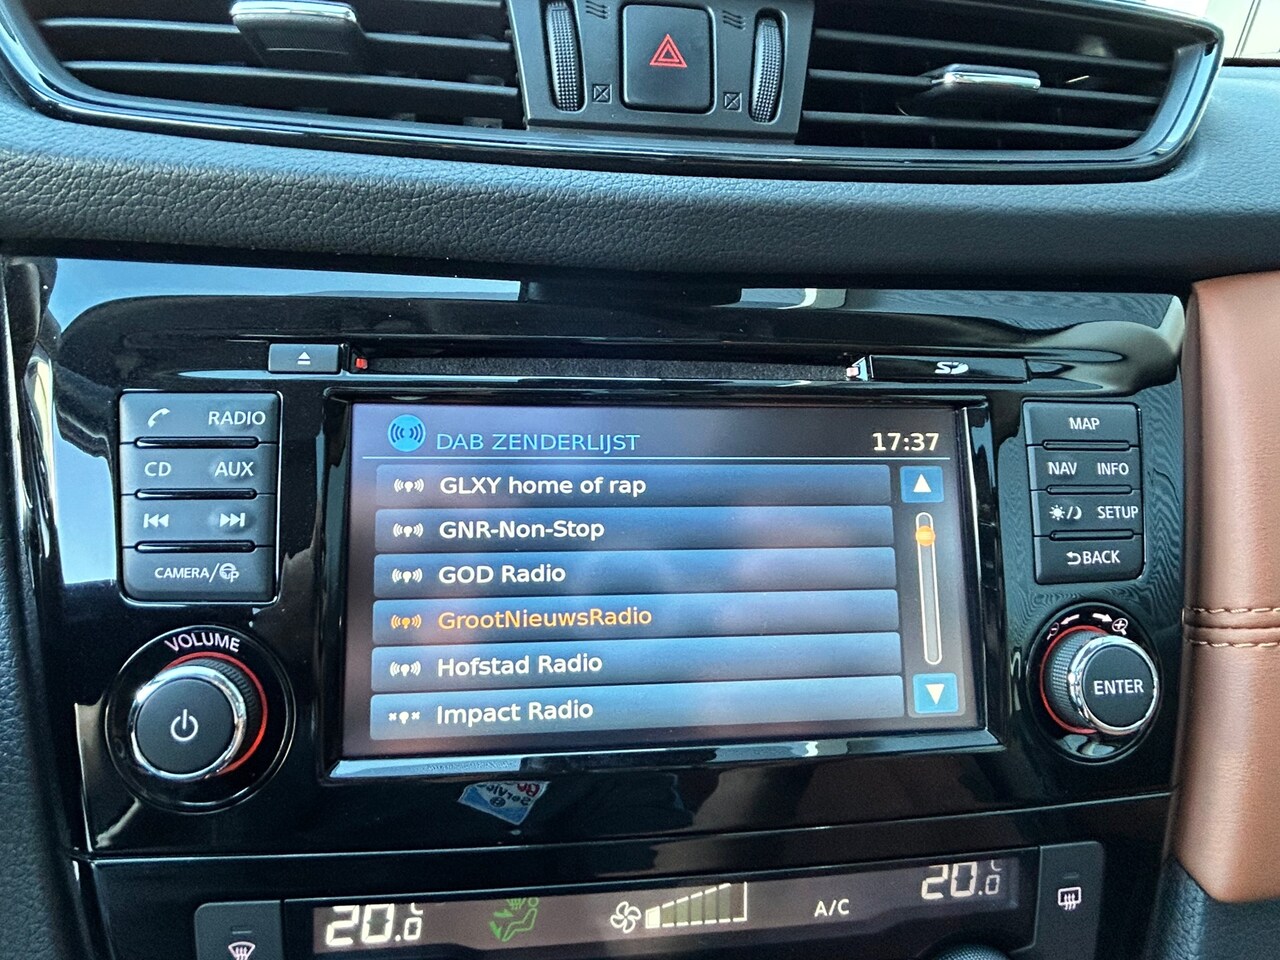 SD
RADIO
CD AUX
CAMERA/
VOLUME
DAB ZENDERLIJST 17:37
GLXY home of rap
GNR-Non-Stop
GOD Radio
GrootNieuwsRadio
Hofstad Radio
Impact Radio
MAP
NAV INFO
SETUP
BACK
ENTER
20.0°C
A/C
20.0°C